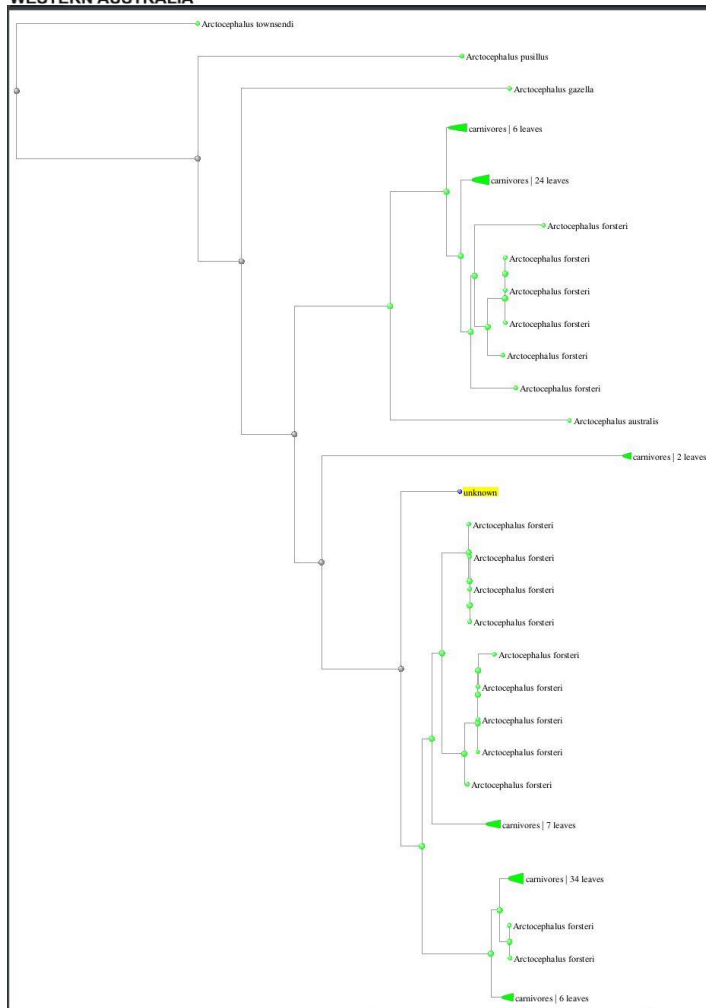 WESTERN AUSTRALIA
Arctocephalus townsendi
Arctocephalus pusillus
Arctocephalus gazella
carnivores | 6 leaves
carnivores | 24 leaves
Arctocephalus forsteri
Arctocephalus forsteri
Arctocephalus forsteri
Arctocephalus forsteri
Arctocephalus forsteri
Arctocephalus forsteri
Arctocephalus australis
carnivores | 2 leaves
unknown
Arctocephalus forsteri
Arctocephalus forsteri
Arctocephalus forsteri
Arctocephalus forsteri
Arctocephalus forsteri
Arctocephalus forsteri
Arctocephalus forsteri
Arctocephalus forsteri
Arctocephalus forsteri
carnivores | 7 leaves
carnivores | 34 leaves
Arctocephalus forsteri
Arctocephalus forsteri
carnivores | 6 leaves